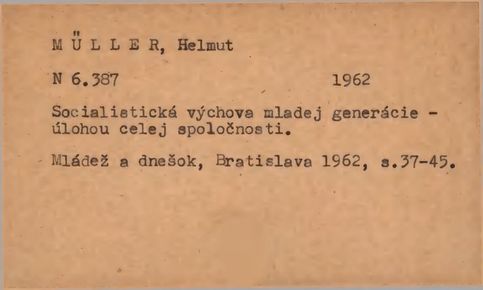 M Ü L L E R, Helmut
N 6.387 1962
Socialistická výchova mladej generácie -
úlohou celej spoločnosti.
Mládež a dnešok, Bratislava 1962, s.37-45.